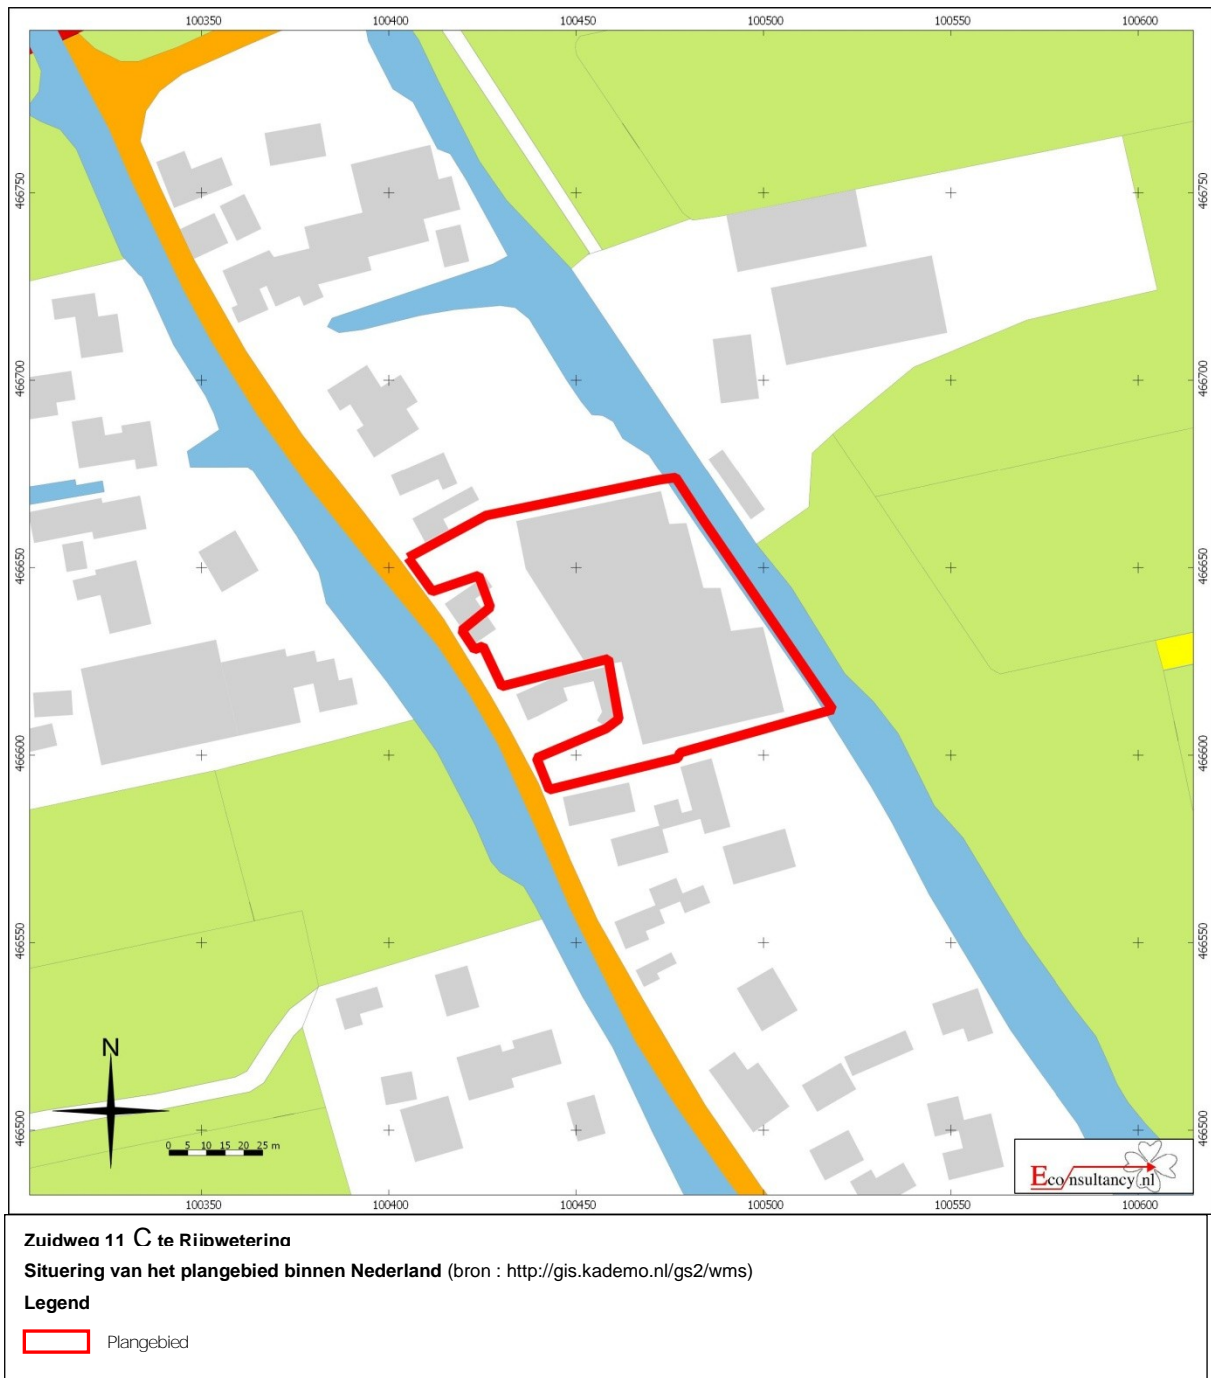 100350 100400 100450 100500 100550 100600
466750 466750
466700 466700
466650 466650
466600 466600
466550 466550
N
0 5 10 15 20 25 m
466500 466500
Econsultancy.nl
100350 100400 100450 100500 100550 100600
Zuidweg 11 C te Rijpwetering
Situering van het plangebied binnen Nederland (bron : http://gis.kademo.nl/gs2/wms)
Legend
Plangebied